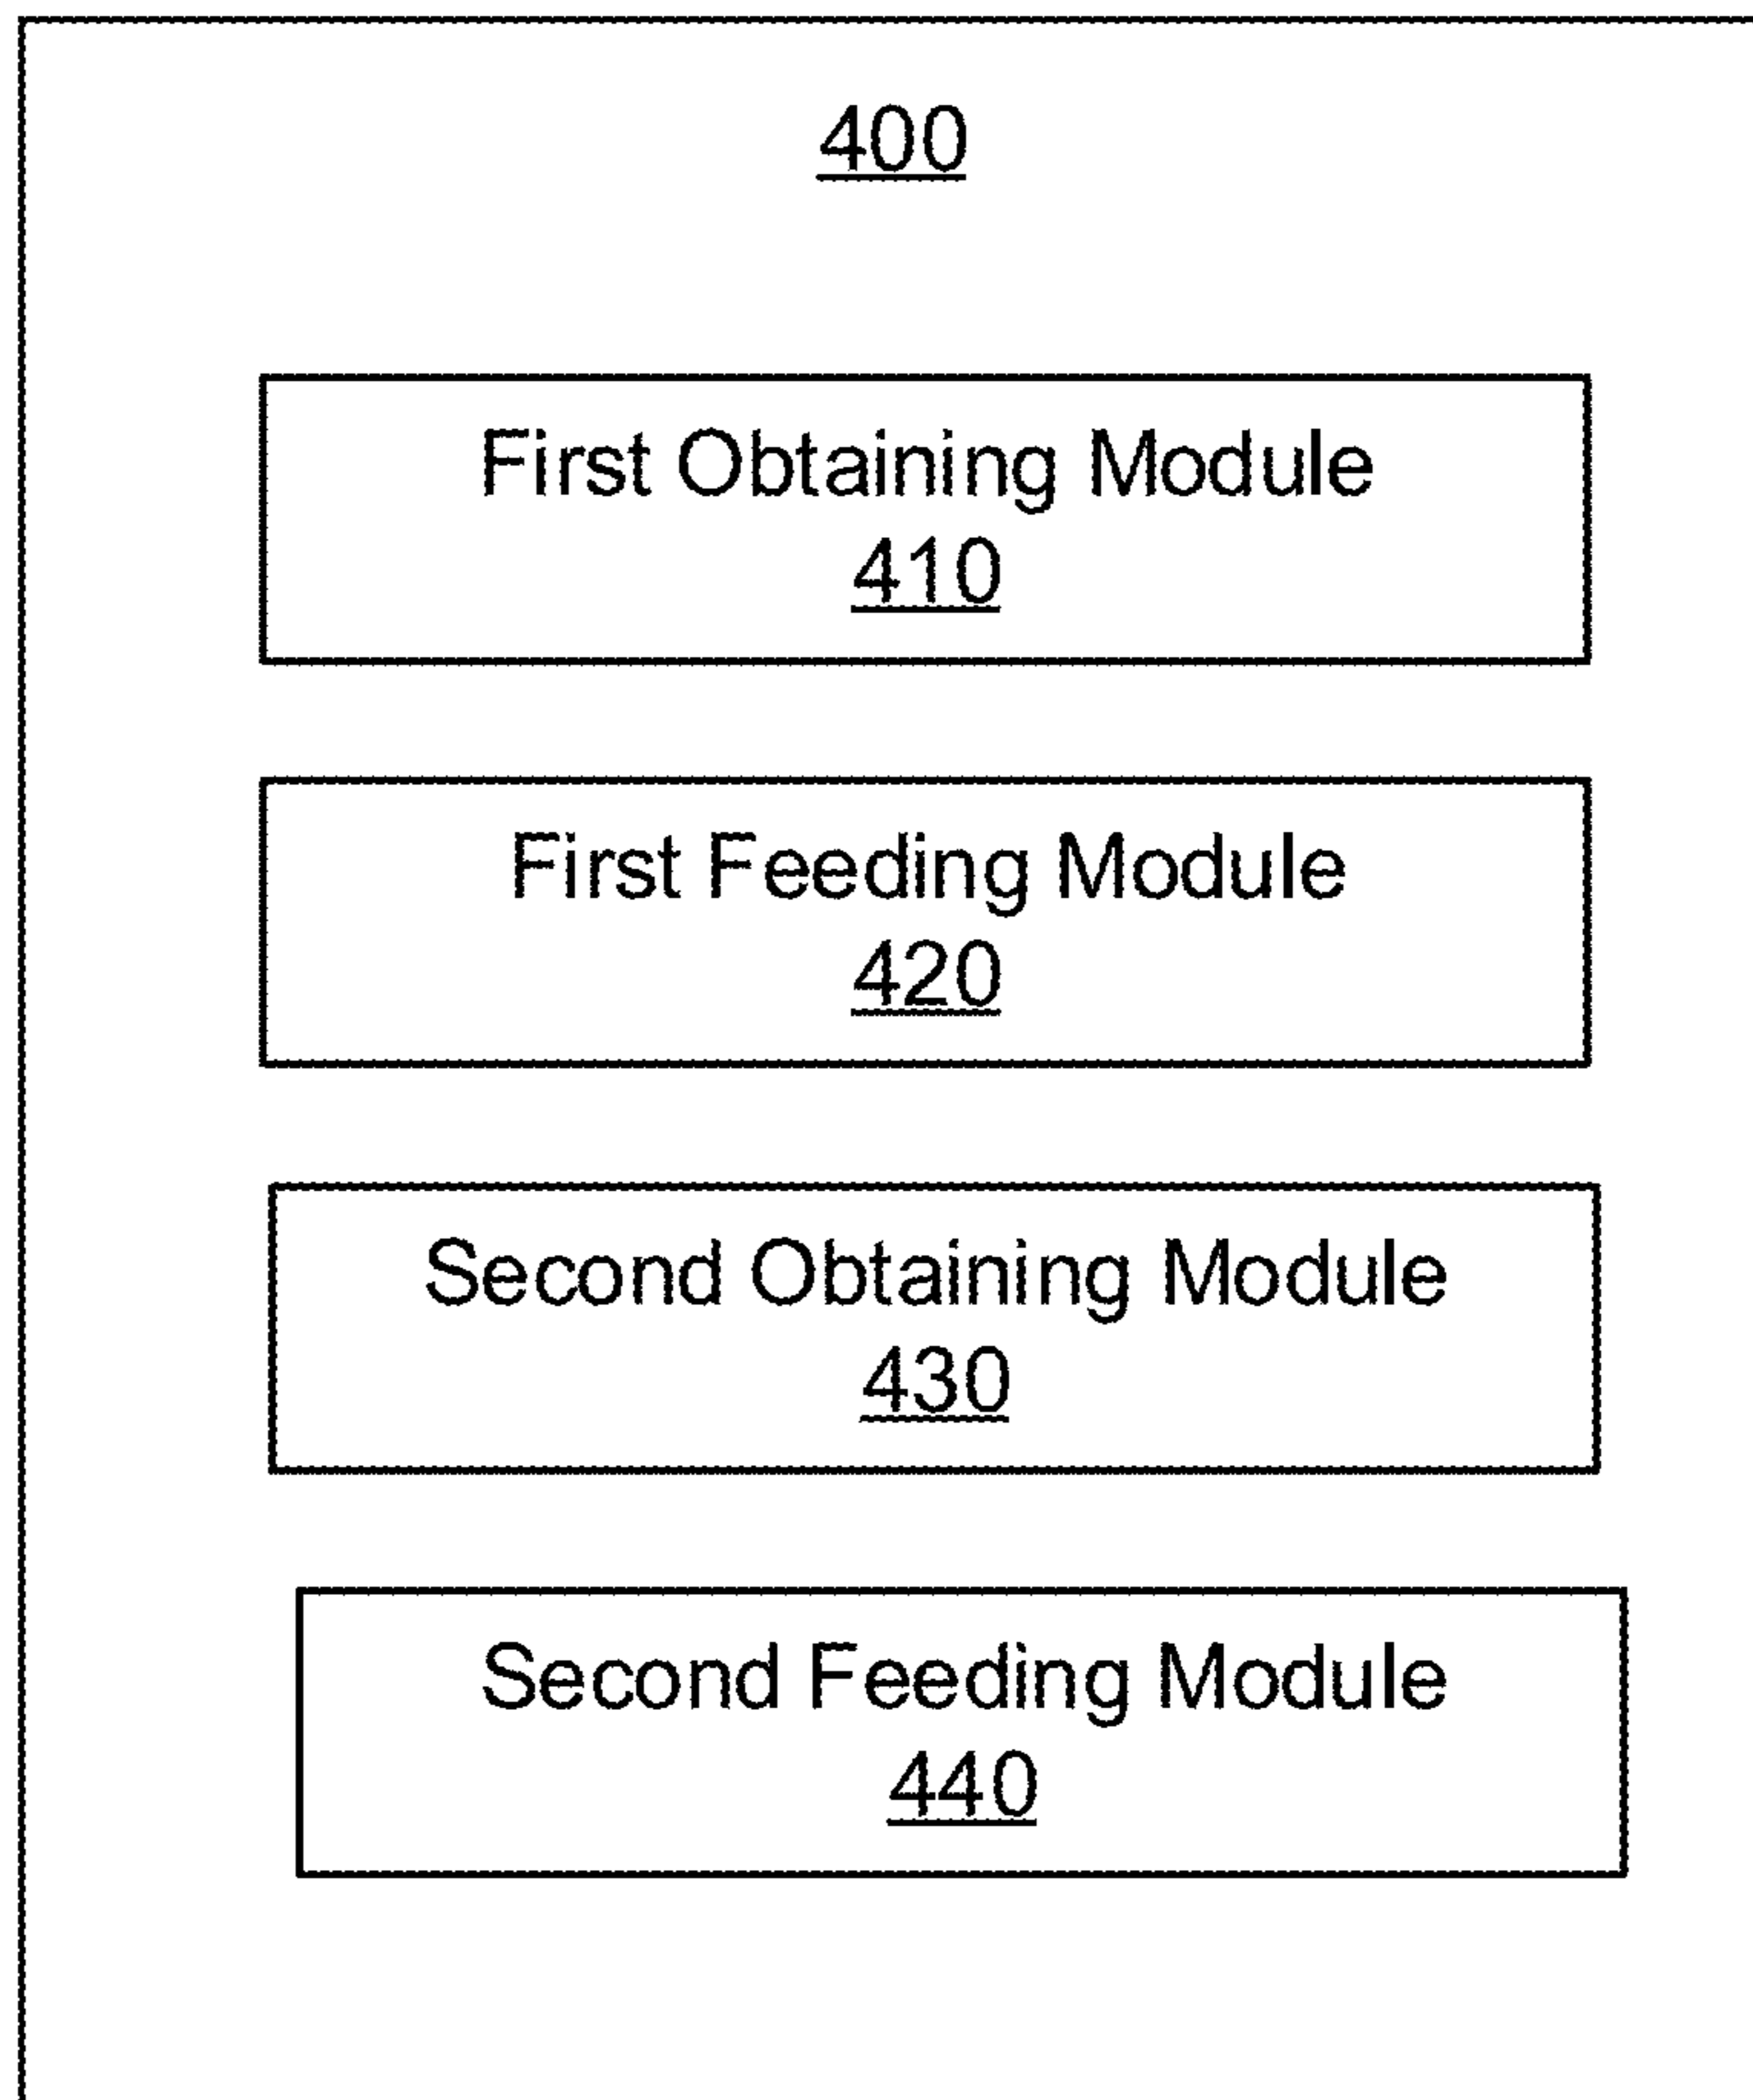 400
First Obtaining Module
410
First Feeding Module
420
Second Obtaining Module
430
Second Feeding Module
440